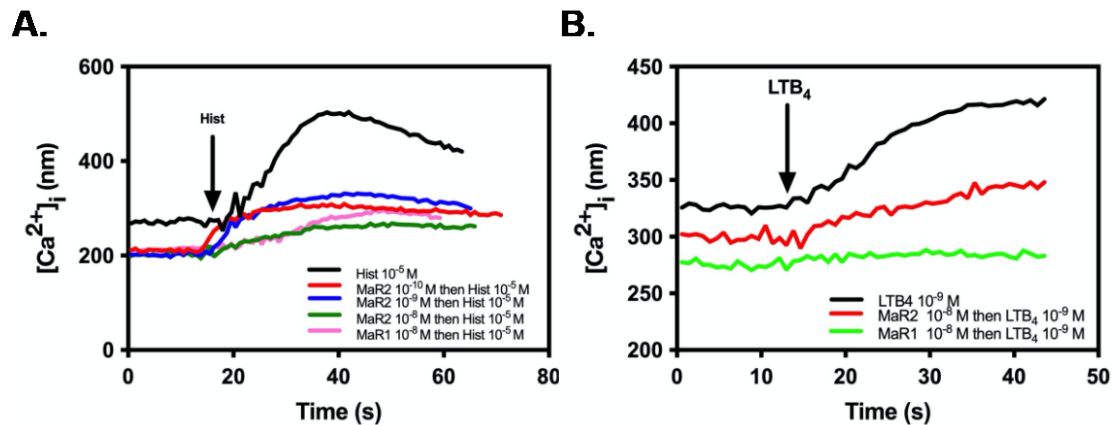 A.
600
400
200
0
[Ca²⁺]ᵢ (nm)
Hist
Hist 10⁻⁵ M
MaR2 10⁻¹⁰ M then Hist 10⁻⁵ M
MaR2 10⁻⁹ M then Hist 10⁻⁵ M
MaR2 10⁻⁸ M then Hist 10⁻⁵ M
MaR1 10⁻⁸ M then Hist 10⁻⁵ M
0 20 40 60 80
Time (s)
B.
450
400
350
300
250
200
[Ca²⁺]ᵢ (nm)
LTB₄
LTB4 10⁻⁹ M
MaR2 10⁻⁸ M then LTB₄ 10⁻⁹ M
MaR1 10⁻⁸ M then LTB₄ 10⁻⁹ M
0 10 20 30 40 50
Time (s)